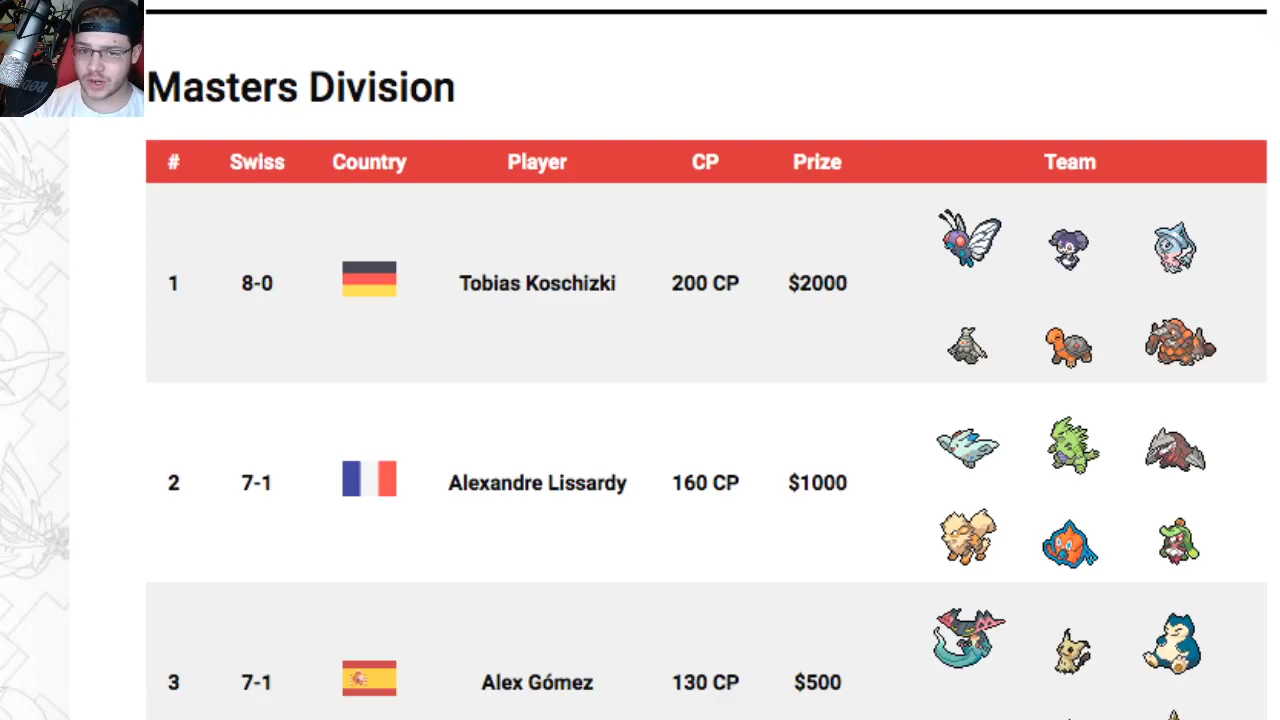 Masters Division
# Swiss Country Player CP Prize Team
1 8-0 Tobias Koschizki 200 CP $2000
2 7-1 Alexandre Lissardy 160 CP $1000
3 7-1 Alex Gómez 130 CP $500
RODE